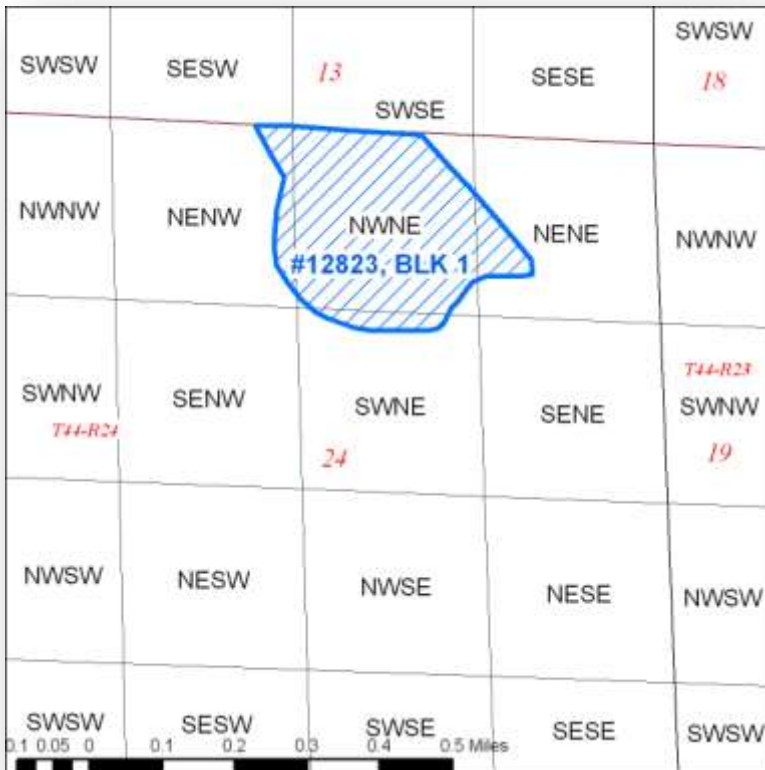 SWSW
SWSW
SESW
13
SESE
18
SWSE
NWNW
NENW
NWNE
NENE
NWNW
#12823, BLK 1
T44-R23
SWNW
SENW
SWNE
SENE
SWNW
T44-R24
24
19
NWSW
NESW
NWSE
NESE
NWSW
SWSW
SESW
SWSE
SESE
SWSW
0.1 0.05 0 0.1 0.2 0.3 0.4 0.5 Miles